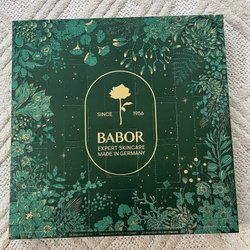 SINCE 1956
BABOR
EXPERT SKINCARE
MADE IN GERMANY